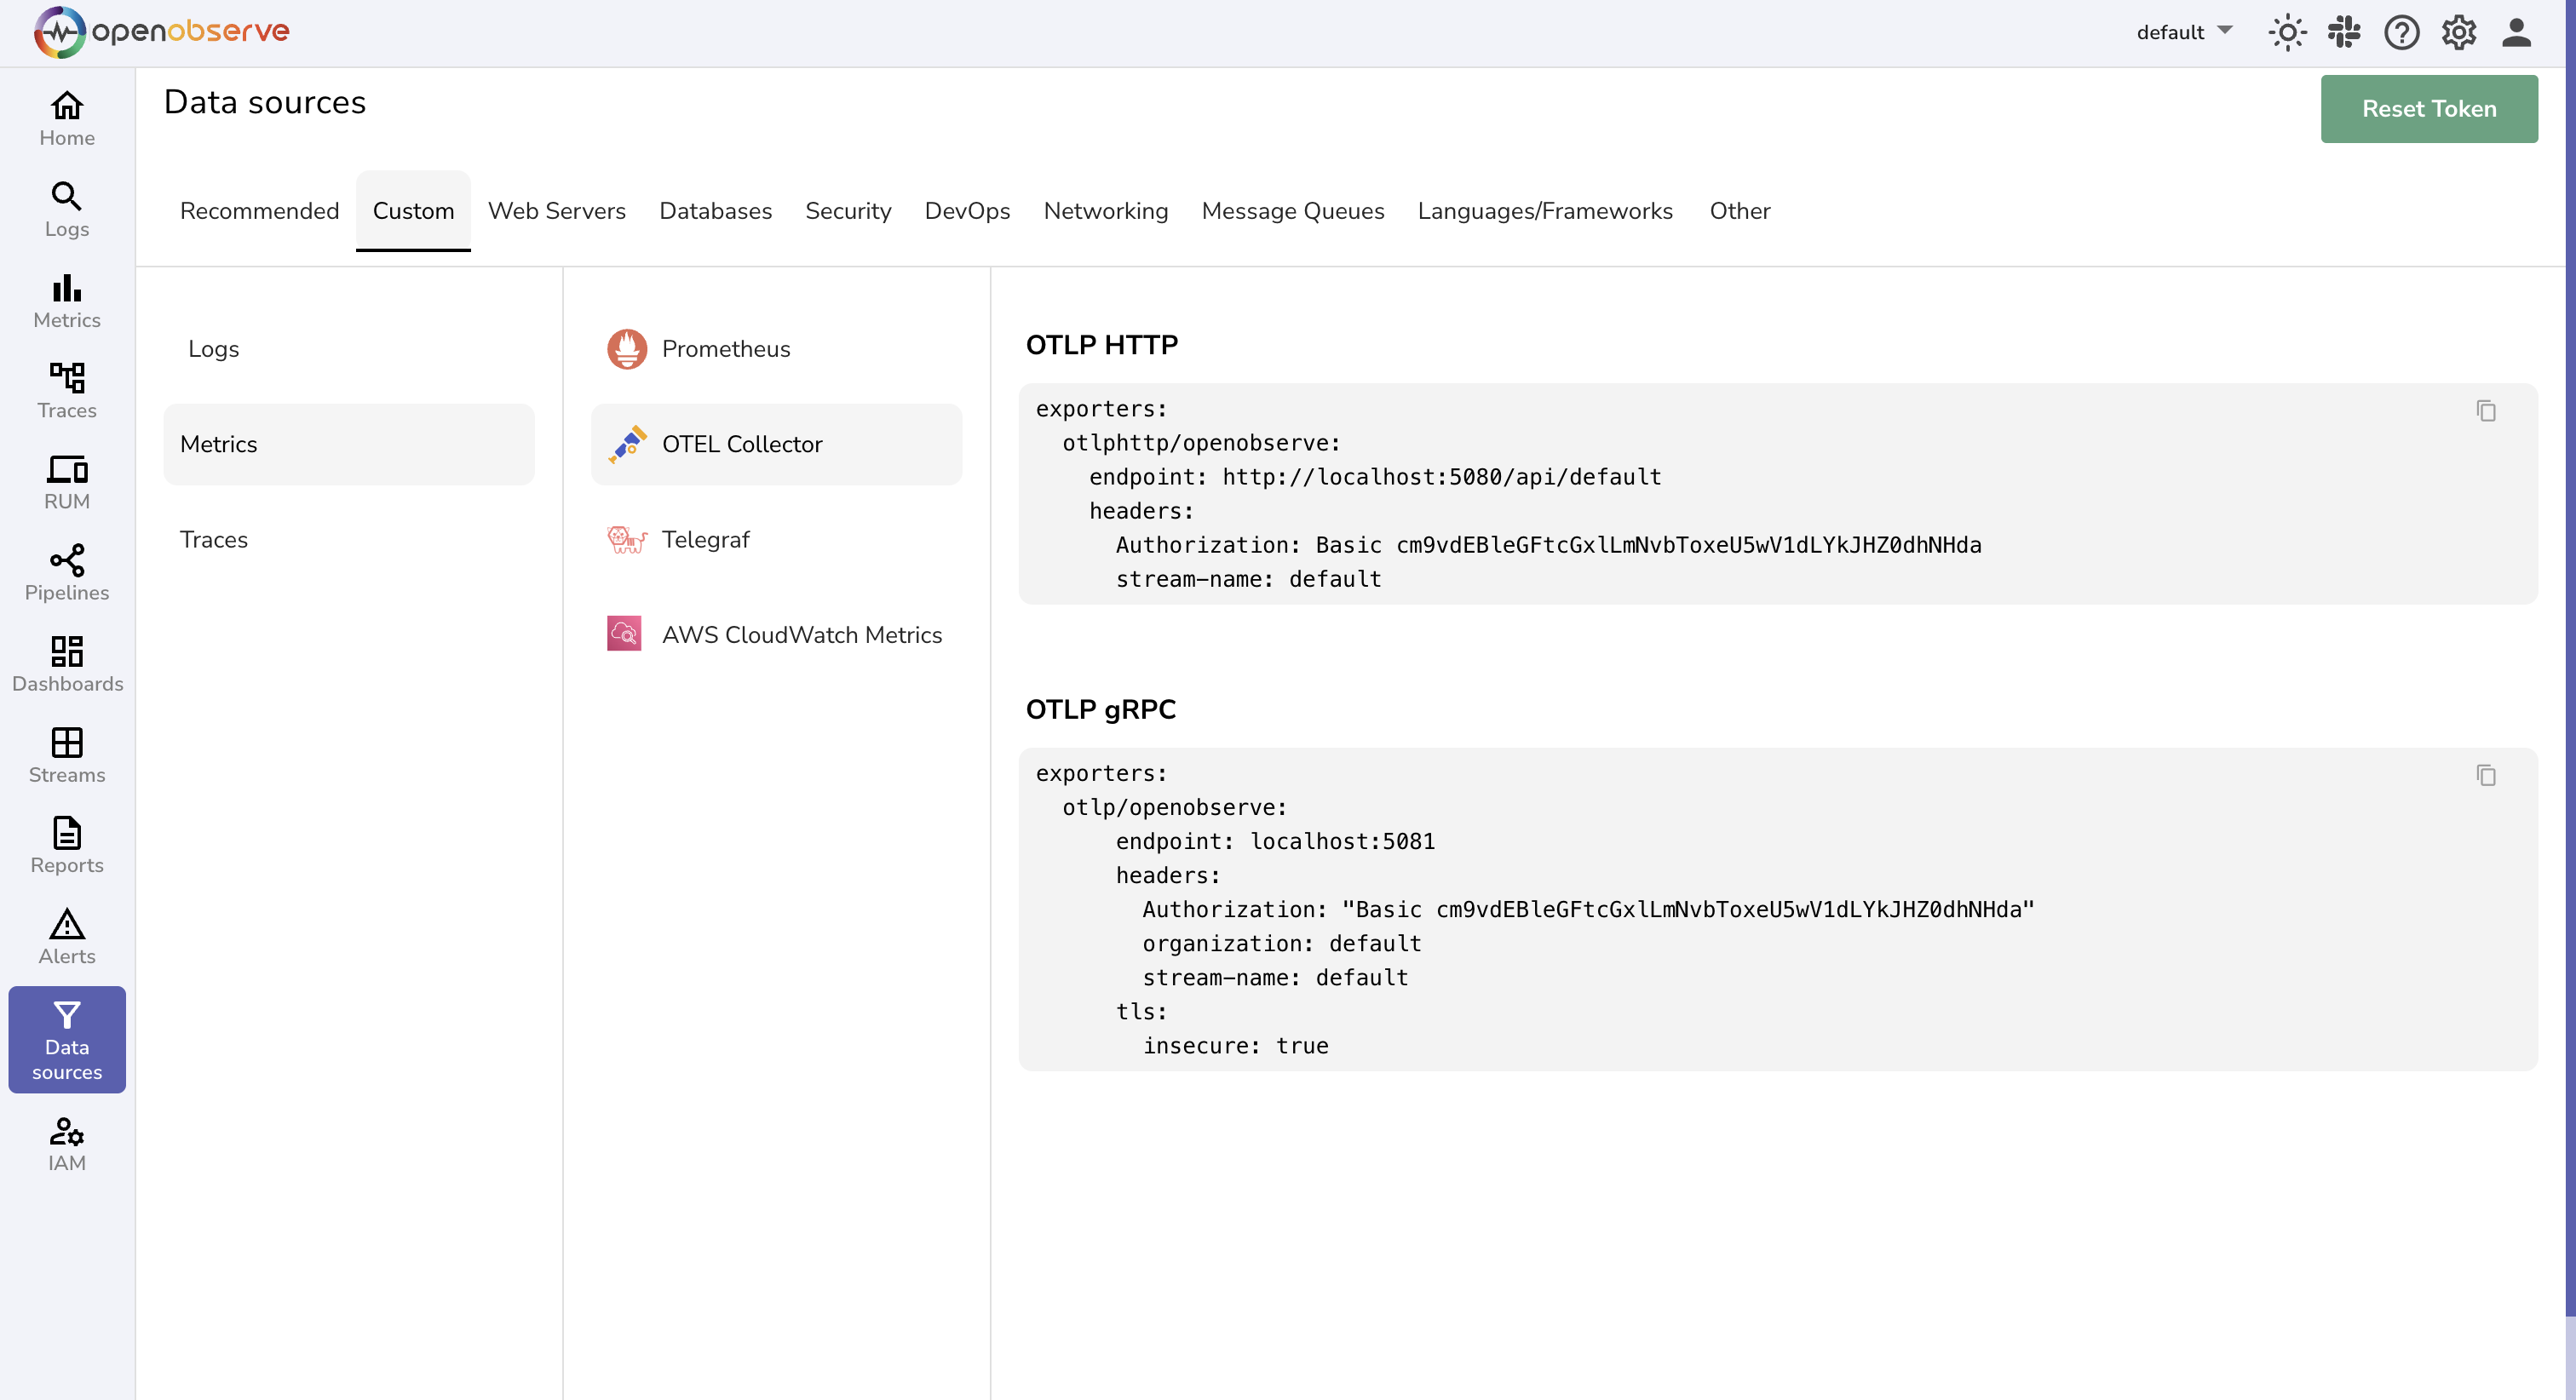 openobserve
default
Home
Logs
Metrics
Traces
RUM
Pipelines
Dashboards
Streams
Reports
Alerts
Data
sources
IAM
Data sources
Reset Token
Recommended
Custom
Web Servers
Databases
Security
DevOps
Networking
Message Queues
Languages/Frameworks
Other
Logs
Metrics
Traces
Prometheus
OTEL Collector
Telegraf
AWS CloudWatch Metrics
OTLP HTTP
exporters:
  otlphttp/openobserve:
    endpoint: http://localhost:5080/api/default
    headers:
      Authorization: Basic cm9vdEBleGFtcGxlLmNvbToxeU5wV1dLYkJHZ0dhNHda
      stream-name: default
OTLP gRPC
exporters:
  otlp/openobserve:
      endpoint: localhost:5081
      headers:
        Authorization: "Basic cm9vdEBleGFtcGxlLmNvbToxeU5wV1dLYkJHZ0dhNHda"
        organization: default
        stream-name: default
      tls:
        insecure: true